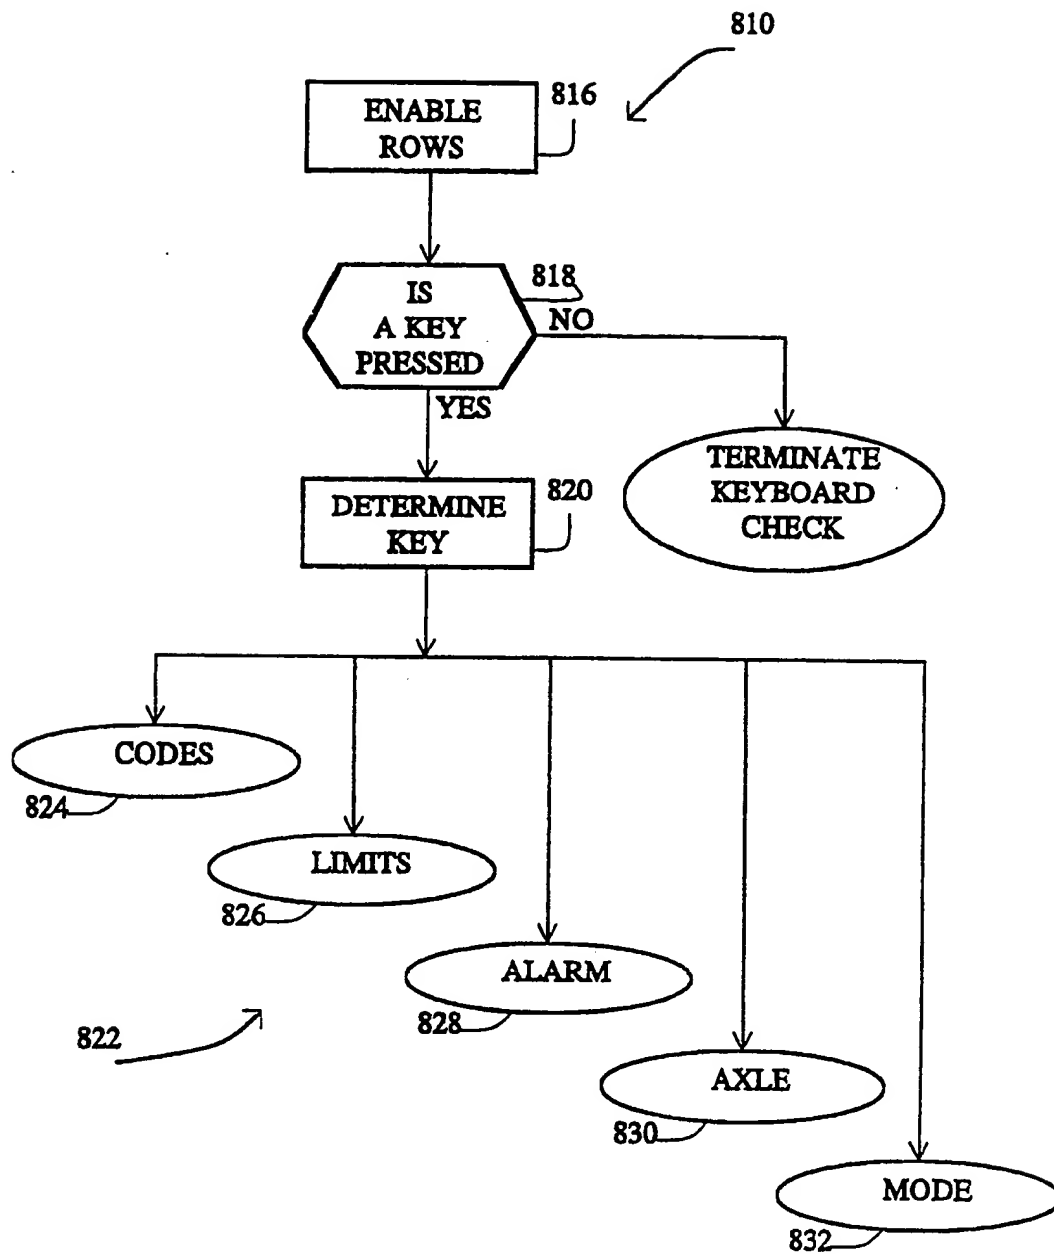 810
ENABLE
ROWS
816
IS
A KEY
PRESSED
818
NO
YES
TERMINATE
KEYBOARD
CHECK
DETERMINE
KEY
820
CODES
824
LIMITS
826
ALARM
828
822
AXLE
830
MODE
832